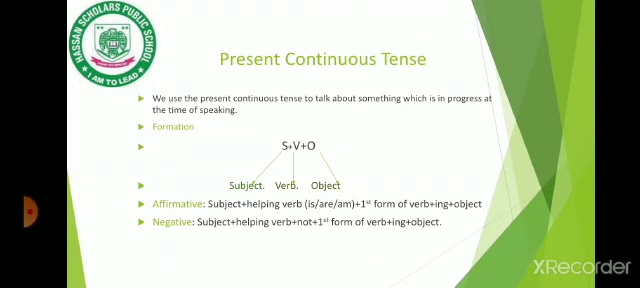 HASSAN SCHOLARS PUBLIC SCHOOL
I AM TO LEAD
Present Continuous Tense
We use the present continuous tense to talk about something which is in progress at
the time of speaking.
Formation
S+V+O
Subject. Verb. Object
Affirmative: Subject+helping verb (is/are/am)+1st form of verb+ing+object
Negative: Subject+helping verb+not+1st form of verb+ing+object.
XRecorder